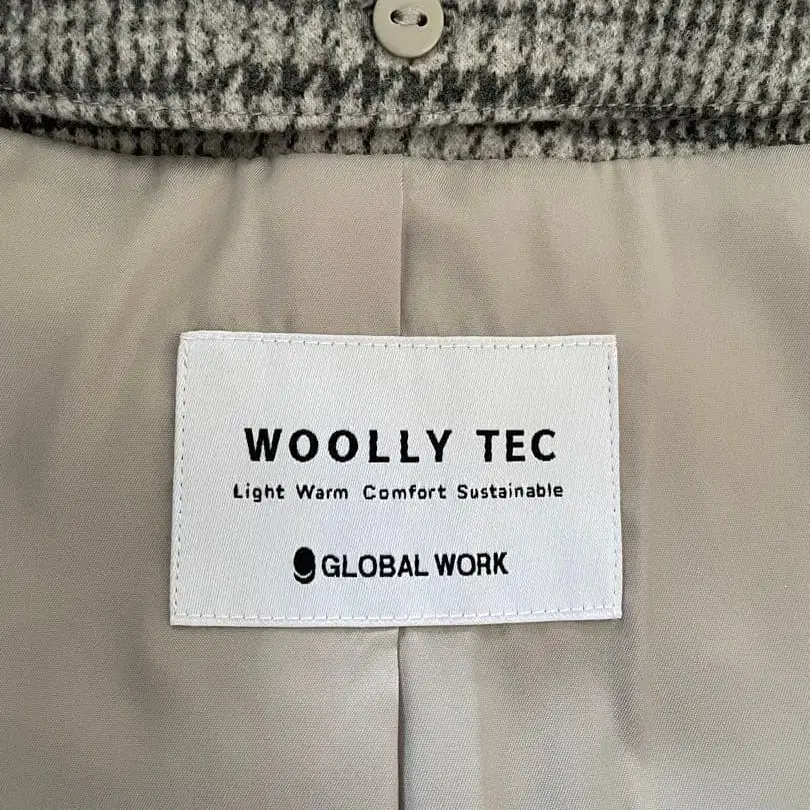 WOOLLY TEC
Light Warm Comfort Sustainable
GLOBAL WORK